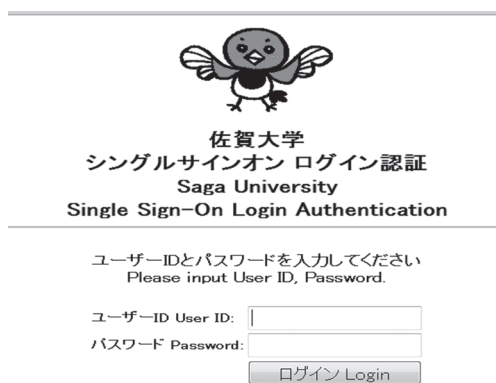 佐賀大学
シングルサインオン ログイン認証
Saga University
Single Sign-On Login Authentication
ユーザーIDとパスワードを入力してください
Please input User ID, Password.
ユーザーID User ID:
パスワード Password:
ログイン Login